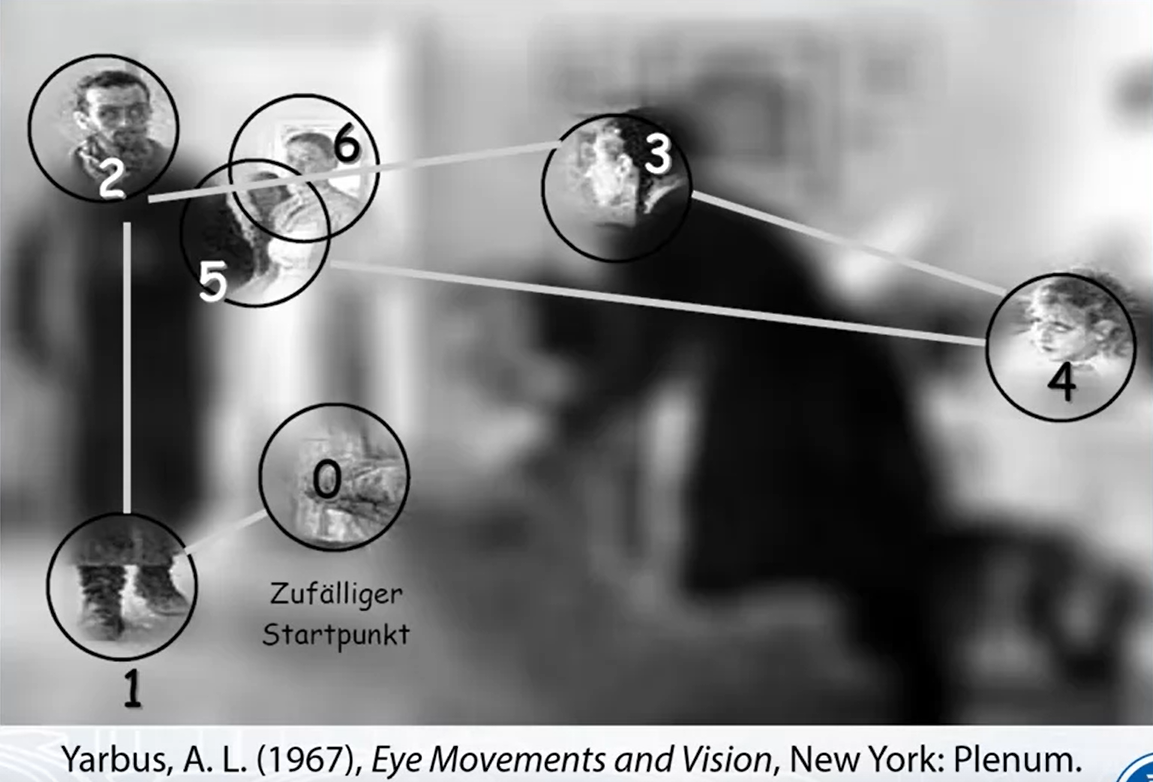 2
6
3
5
4
0
Zufälliger
Startpunkt
1
Yarbus, A. L. (1967), Eye Movements and Vision, New York: Plenum.